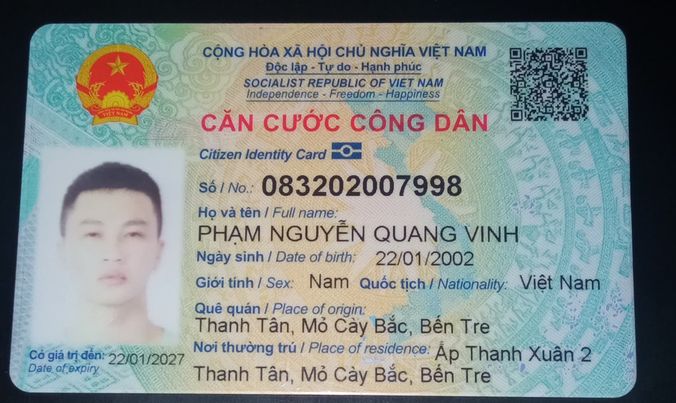 CỘNG HÒA XÃ HỘI CHỦ NGHĨA VIỆT NAM
Độc lập - Tự do - Hạnh phúc
SOCIALIST REPUBLIC OF VIET NAM
Independence - Freedom - Happiness
CĂN CƯỚC CÔNG DÂN
Citizen Identity Card
VIỆT NAM
Số / No.: 083202007998
Họ và tên / Full name:
PHẠM NGUYỄN QUANG VINH
Ngày sinh / Date of birth: 22/01/2002
Giới tính / Sex: Nam Quốc tịch / Nationality: Việt Nam
Quê quán / Place of origin:
Thanh Tân, Mỏ Cày Bắc, Bến Tre
Nơi thường trú / Place of residence: Ấp Thanh Xuân 2
Thanh Tân, Mỏ Cày Bắc, Bến Tre
Có giá trị đến: 22/01/2027
Date of expiry